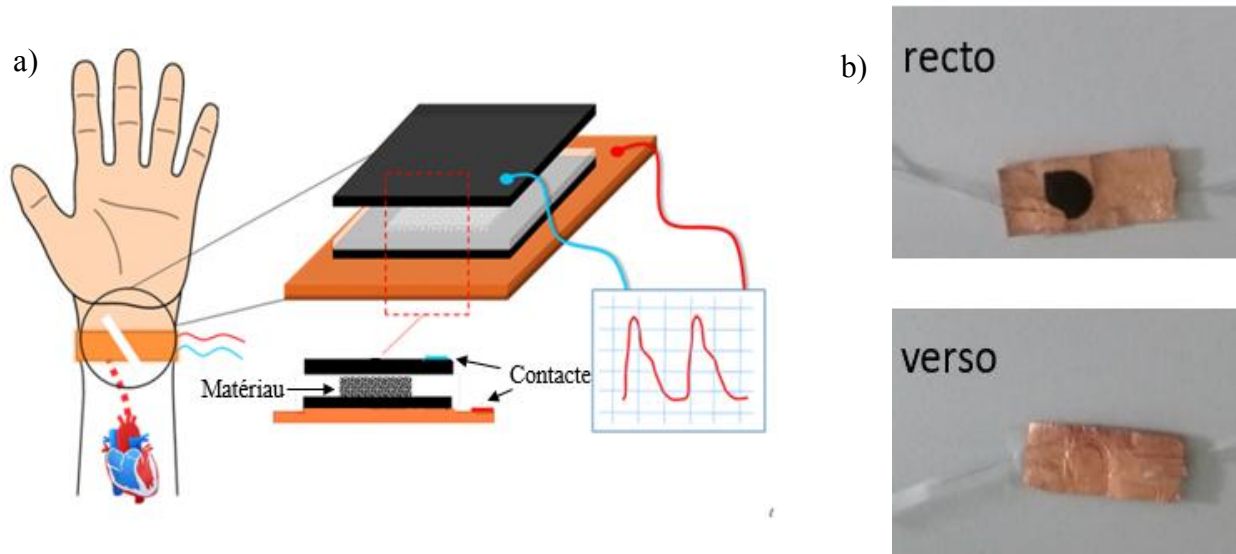 a)
Matériau
Contacte
b)
recto
verso
t